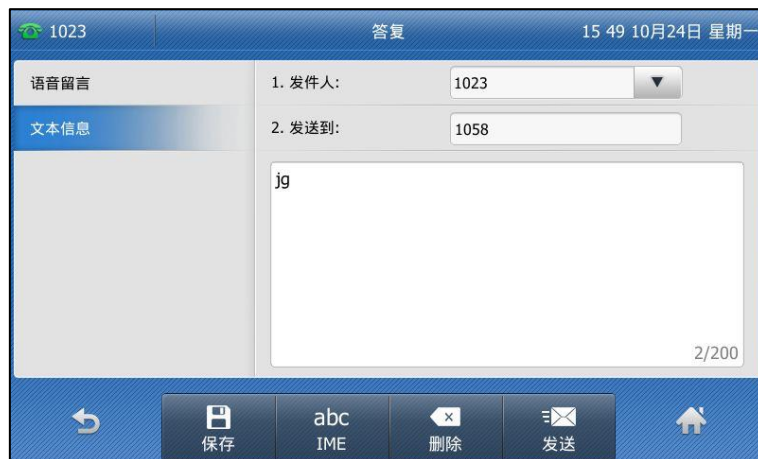 1023 答复 15 49 10月24日 星期一
语音留言
文本信息
1. 发件人: 1023
2. 发送到: 1058
jg
2/200
保存
abc
IME
删除
发送